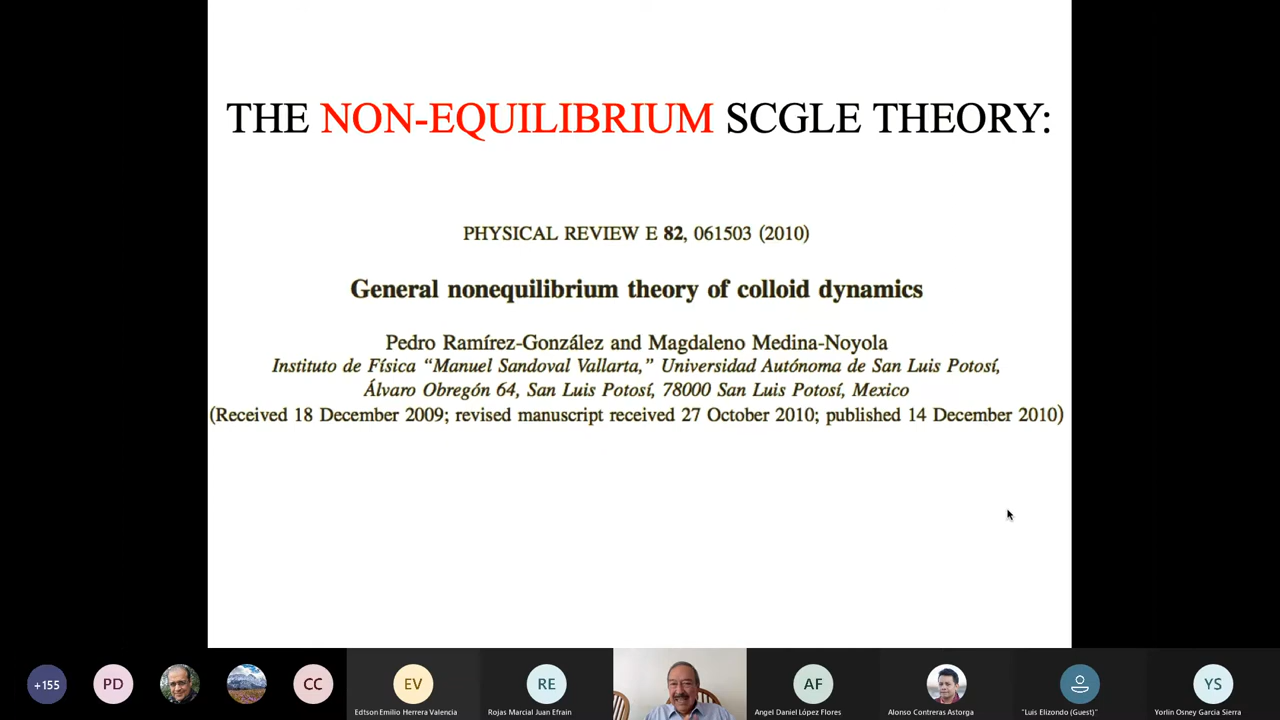 THE NON-EQUILIBRIUM SCGLE THEORY:
PHYSICAL REVIEW E 82, 061503 (2010)
General nonequilibrium theory of colloid dynamics
Pedro Ramírez-González and Magdaleno Medina-Noyola
Instituto de Física “Manuel Sandoval Vallarta,” Universidad Autónoma de San Luis Potosí,
Álvaro Obregón 64, San Luis Potosí, 78000 San Luis Potosí, Mexico
(Received 18 December 2009; revised manuscript received 27 October 2010; published 14 December 2010)
+155
PD
CC
EV
RE
AF
YS
Edtson Emilio Herrera Valencia
Rojas Marcial Juan Efrain
Angel Daniel López Flores
Alonso Contreras Astorga
"Luis Elizondo (Guest)"
Yorlin Osney Garcia Sierra